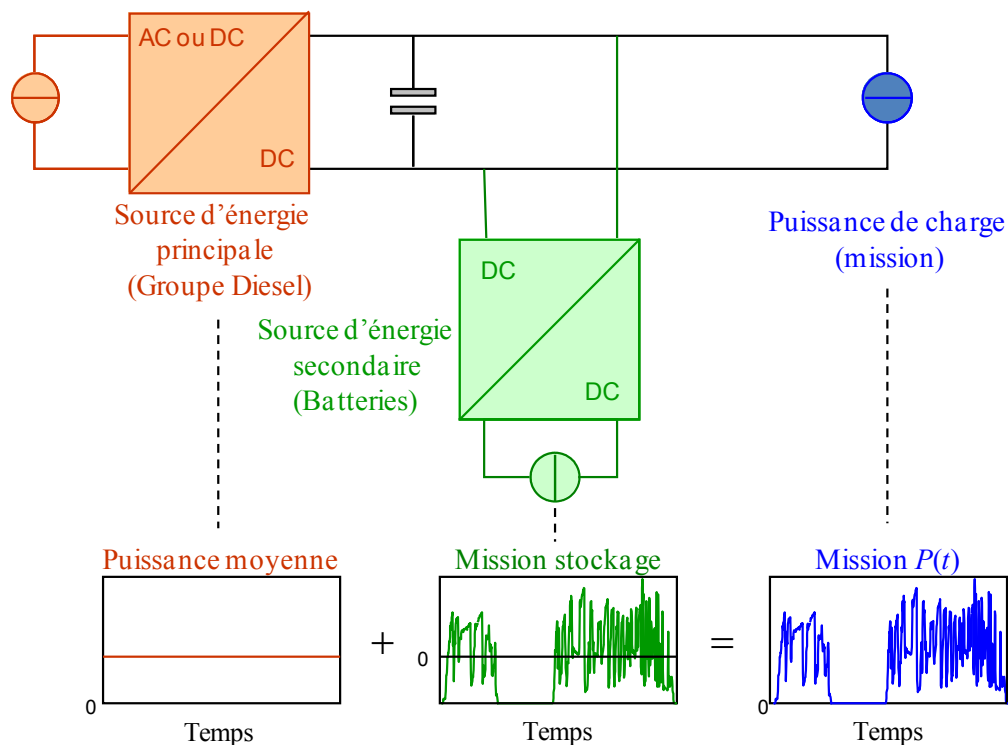 AC ou DC
DC
Source d'énergie
principale
(Groupe Diesel)
Puissance de charge
(mission)
DC
DC
Source d'énergie
secondaire
(Batteries)
Puissance moyenne
Mission stockage
Mission P(t)
+
=
0
0
0
Temps
Temps
Temps